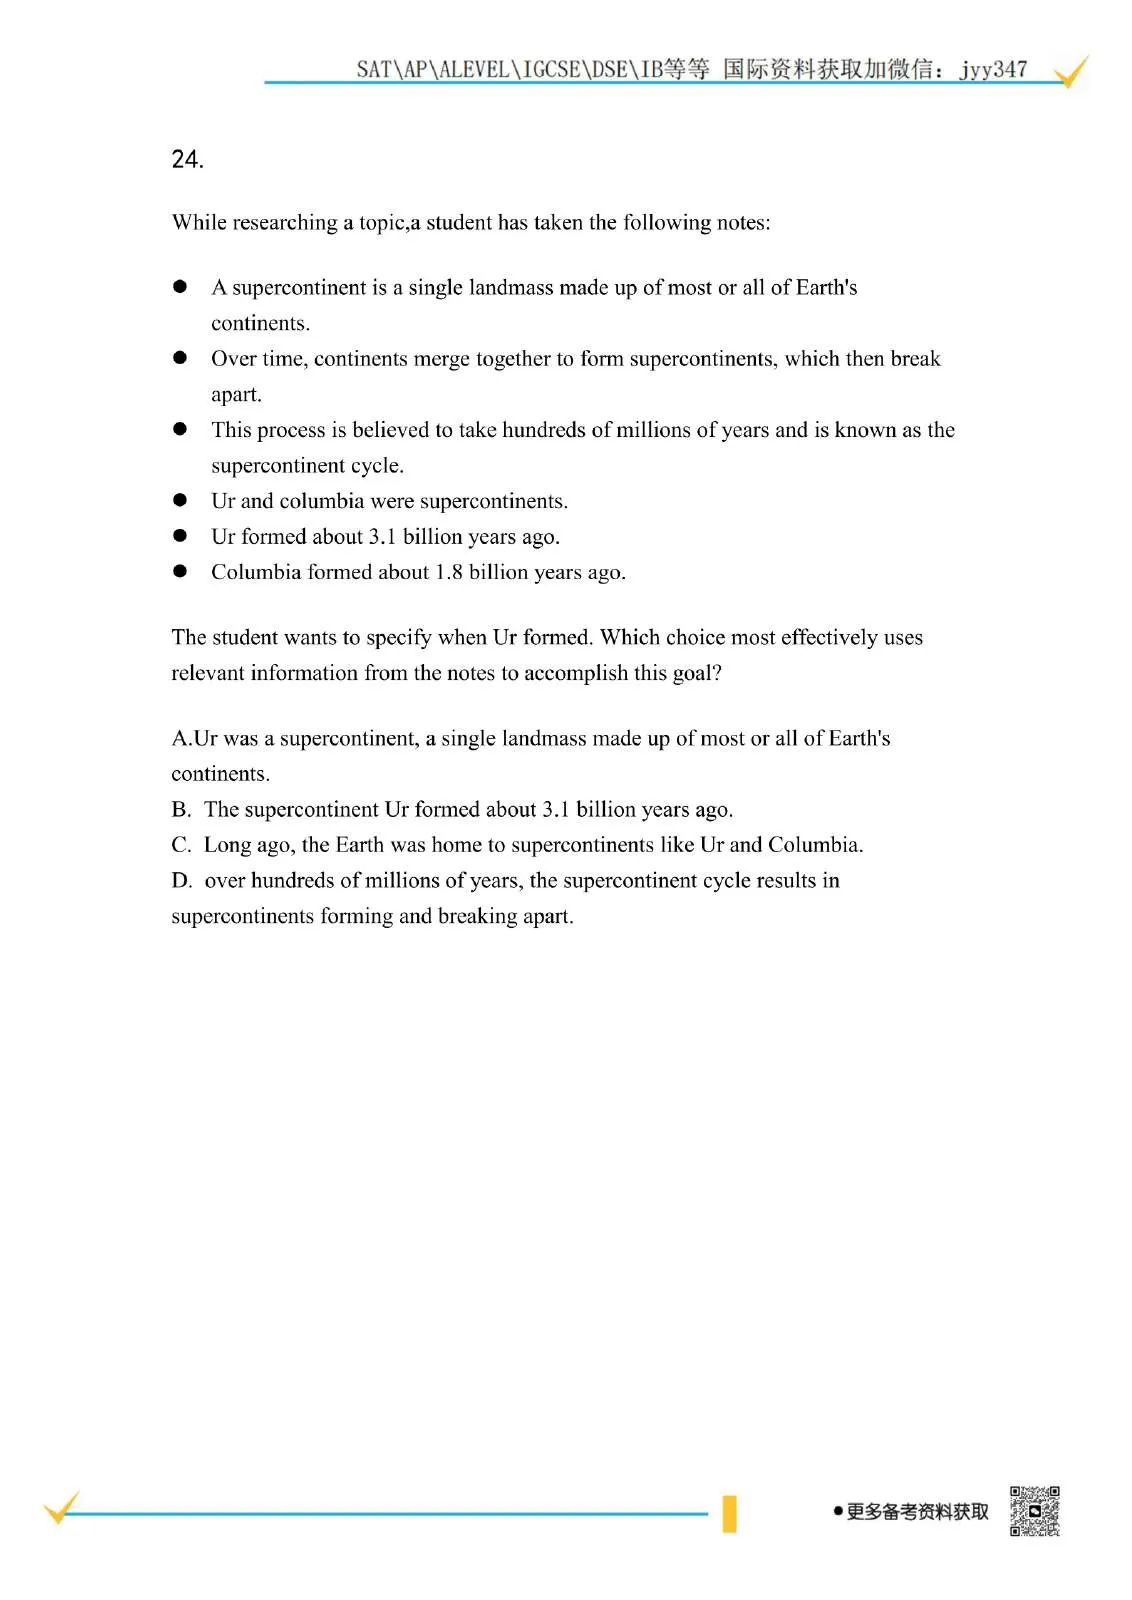 SAT\AP\ALEVEL\IGCSE\DSE\IB等等 国际资料获取加微信：jyy347
24.
While researching a topic,a student has taken the following notes:
● A supercontinent is a single landmass made up of most or all of Earth's
continents.
● Over time, continents merge together to form supercontinents, which then break
apart.
● This process is believed to take hundreds of millions of years and is known as the
supercontinent cycle.
● Ur and columbia were supercontinents.
● Ur formed about 3.1 billion years ago.
● Columbia formed about 1.8 billion years ago.
The student wants to specify when Ur formed. Which choice most effectively uses
relevant information from the notes to accomplish this goal?
A.Ur was a supercontinent, a single landmass made up of most or all of Earth's
continents.
B. The supercontinent Ur formed about 3.1 billion years ago.
C. Long ago, the Earth was home to supercontinents like Ur and Columbia.
D. over hundreds of millions of years, the supercontinent cycle results in
supercontinents forming and breaking apart.
●更多备考资料获取